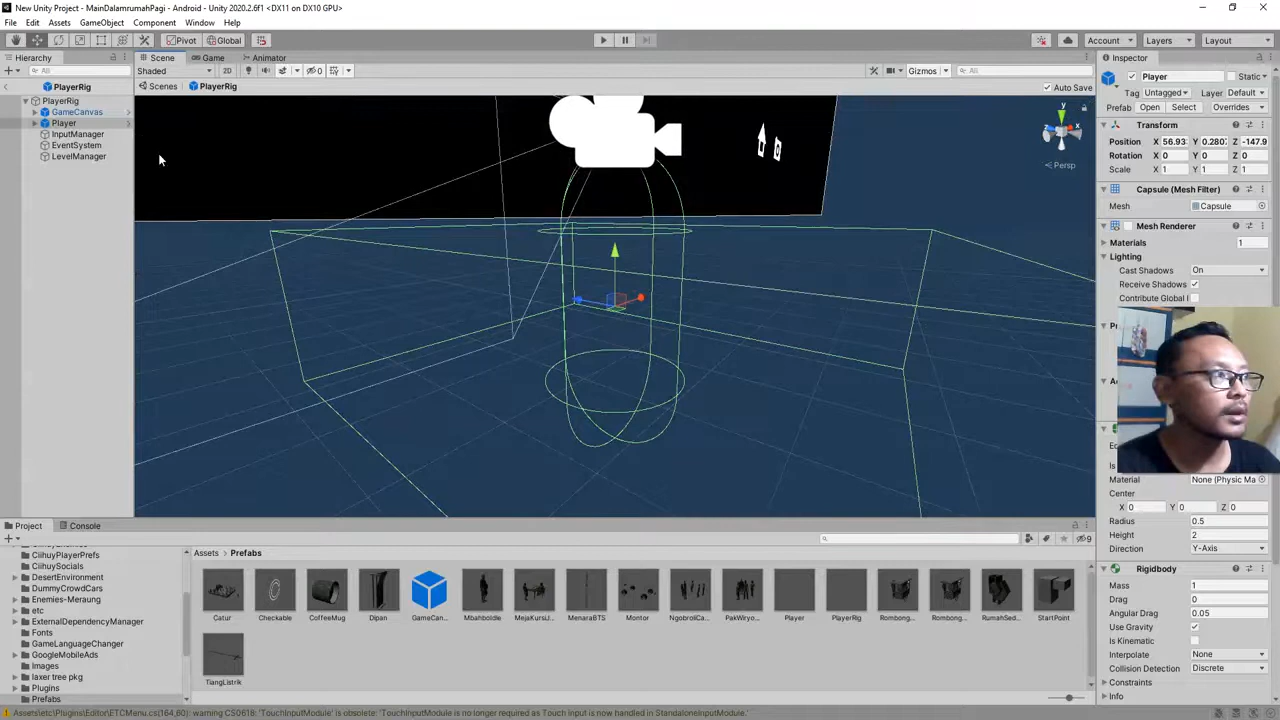 New Unity Project - MainDalamrumahPagi - Android - Unity 2020.2.6f1 <DX11 on DX10 GPU>
File Edit Assets GameObject Component Window Help
Pivot Global Account Layers Layout
Hierarchy Scene Game Animator Inspector
All Shaded 2D 0 Gizmos All
PlayerRig Scenes PlayerRig Auto Save
PlayerRig
GameCanvas
Player
InputManager
EventSystem
LevelManager
y
x
Persp
Player Static
Tag Untagged Layer Default
Prefab Open Select Overrides
Transform
Position X 56.93 Y 0.280 Z -147.9
Rotation X 0 Y 0 Z 0
Scale X 1 Y 1 Z 1
Capsule (Mesh Filter)
Mesh Capsule
Mesh Renderer
Materials 1
Lighting
Cast Shadows On
Receive Shadows
Contribute Global I
Material None (Physic Ma
Center
X 0 Y 0 Z 0
Radius 0.5
Height 2
Direction Y-Axis
Rigidbody
Mass 1
Drag 0
Angular Drag 0.05
Use Gravity
Is Kinematic
Interpolate None
Collision Detection Discrete
Constraints
Info
Project Console
9
CiihuyPlayerPrefs
CiihuySocials
DesertEnvironment
DummyCrowdCars
Enemies-Meraung
etc
ExternalDependencyManager
Fonts
GameLanguageChanger
GoogleMobileAds
Images
laxer tree pkg
Plugins
Prefabs
Assets Prefabs
Catur Checkable CoffeeMug Dipan GameCan... Mbahboldie MejaKursiJ... MenaraBTS Montor NgobrolCa... PakWiryo... Player PlayerRig Rombong... Rombong... RumahSed... StartPoint
TiangListrik
Assets\etc\Plugins\Editor\ETCMenu.cs(164,60): warning CS0618: 'TouchInputModule' is obsolete: 'TouchInputModule is no longer required as Touch input is now handled in StandaloneInputModule.'